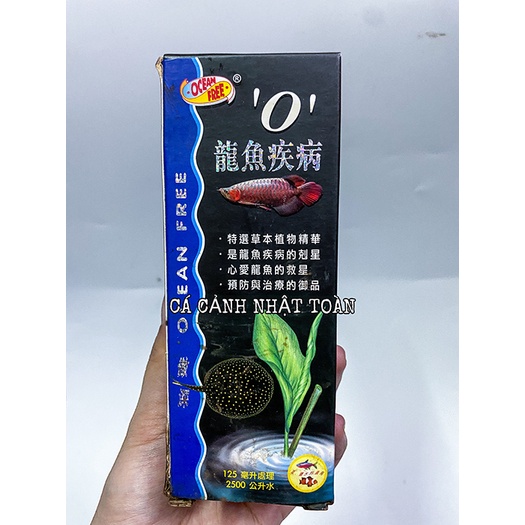 OCEAN
FREE
®
'O'
龍魚疾病
· 特選草本植物精華
· 是龍魚疾病的剋星
· 心愛龍魚的救星
· 預防與治療的御品
CÁ CẢNH NHẬT TOÀN
OCEAN FREE
125 毫升處理
2500 公升水